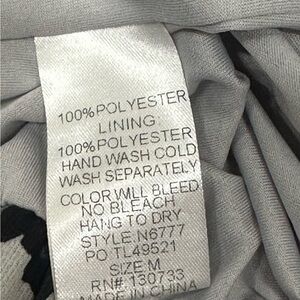 100%POLYESTER
LINING:
100%POLYESTER
HAND WASH COLD
WASH SEPARATELY
COLOR WILL BLEED
NO BLEACH
HANG TO DRY
STYLE:N6777
PO:TL49521
SIZE:M
RN# 130733
MADE IN CHINA